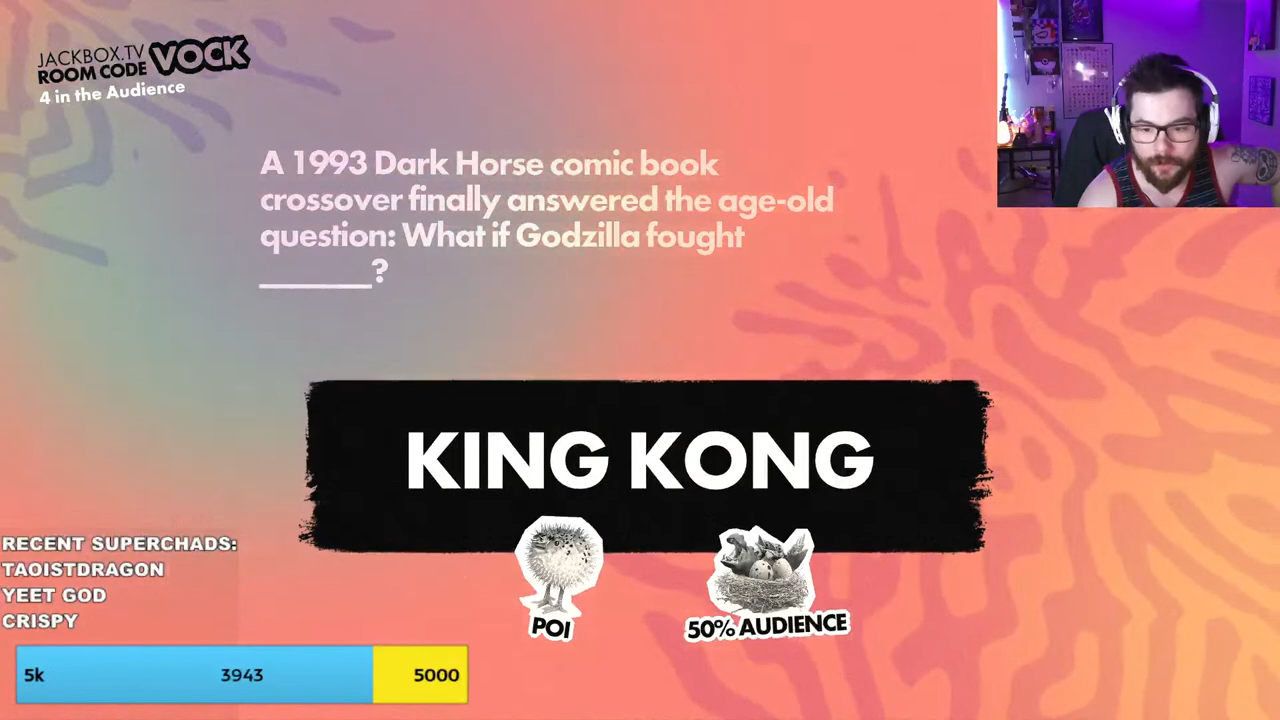 JACKBOX.TV
ROOM CODE VOCK
4 in the Audience
A 1993 Dark Horse comic book
crossover finally answered the age-old
question: What if Godzilla fought
______?
KING KONG
POI
50% AUDIENCE
RECENT SUPERCHADS:
TAOISTDRAGON
YEET GOD
CRISPY
5k 3943 5000